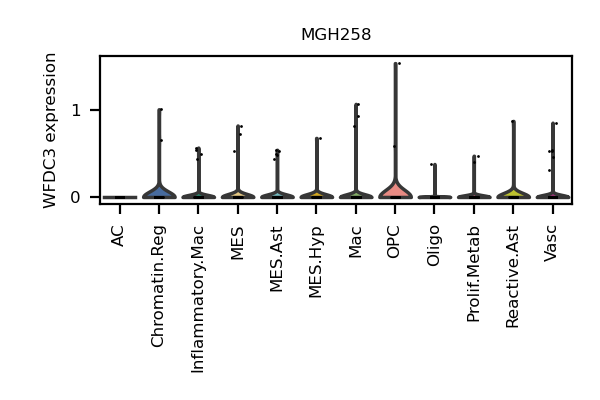 MGH258
WFDC3 expression
1
0
AC
Chromatin.Reg
Inflammatory.Mac
MES
MES.Ast
MES.Hyp
Mac
OPC
Oligo
Prolif.Metab
Reactive.Ast
Vasc